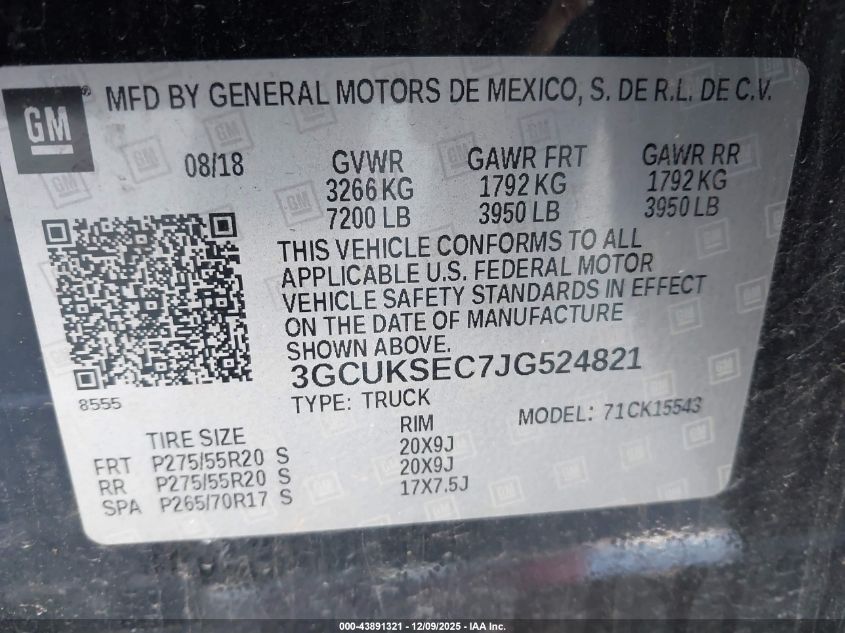 GM ® MFD BY GENERAL MOTORS DE MEXICO, S. DE R.L. DE C.V.
08/18 GVWR GAWR FRT GAWR RR
3266 KG 1792 KG 1792 KG
7200 LB 3950 LB 3950 LB
THIS VEHICLE CONFORMS TO ALL
APPLICABLE U.S. FEDERAL MOTOR
VEHICLE SAFETY STANDARDS IN EFFECT
ON THE DATE OF MANUFACTURE
SHOWN ABOVE.
3GCUKSEC7JG524821
8555 TYPE: TRUCK MODEL: 71CK15543
TIRE SIZE RIM
FRT P275/55R20 S 20X9J
RR P275/55R20 S 20X9J
SPA P265/70R17 S 17X7.5J
000-43891321 - 12/09/2025 - IAA Inc.